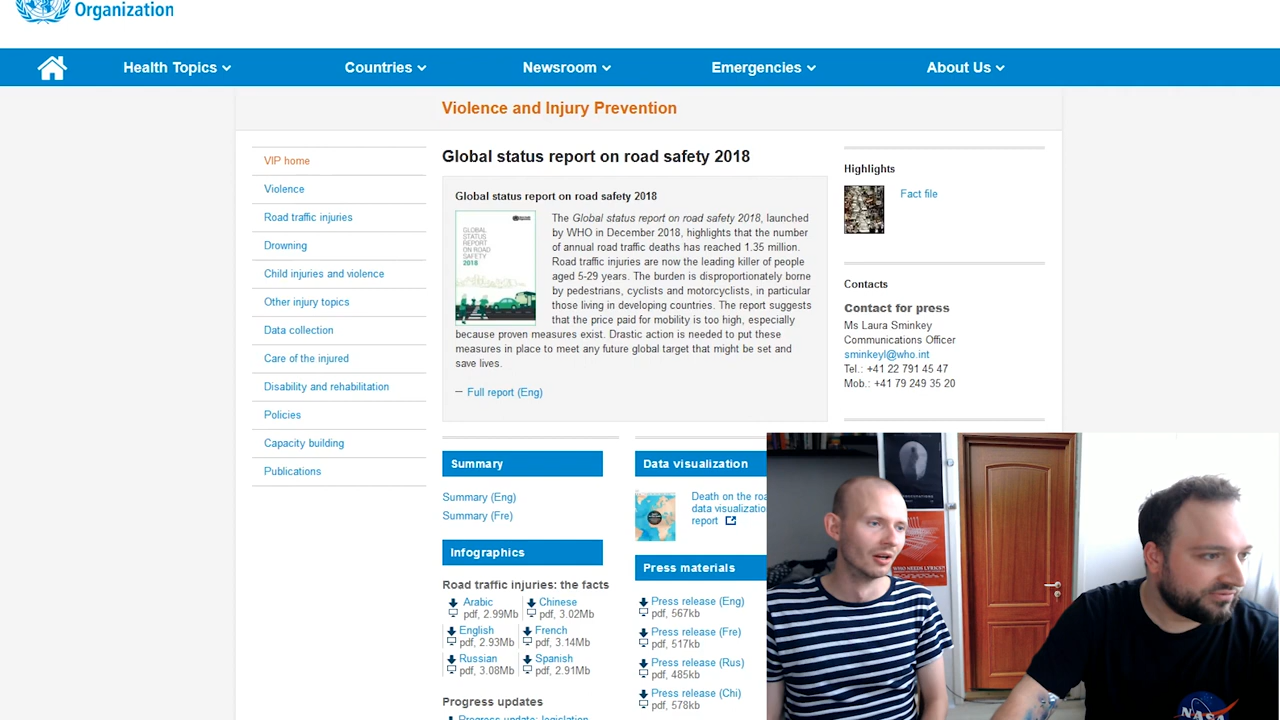 Organization
Health Topics
Countries
Newsroom
Emergencies
About Us
Violence and Injury Prevention
VIP home
Violence
Road traffic injuries
Drowning
Child injuries and violence
Other injury topics
Data collection
Care of the injured
Disability and rehabilitation
Policies
Capacity building
Publications
Global status report on road safety 2018
Global status report on road safety 2018
GLOBAL
STATUS
REPORT
ON ROAD
SAFETY
2018
The Global status report on road safety 2018, launched
by WHO in December 2018, highlights that the number
of annual road traffic deaths has reached 1.35 million.
Road traffic injuries are now the leading killer of people
aged 5-29 years. The burden is disproportionately borne
by pedestrians, cyclists and motorcyclists, in particular
those living in developing countries. The report suggests
that the price paid for mobility is too high, especially
because proven measures exist. Drastic action is needed to put these
measures in place to meet any future global target that might be set and
save lives.
— Full report (Eng)
Summary
Summary (Eng)
Summary (Fre)
Infographics
Road traffic injuries: the facts
Arabic
pdf, 2.99Mb
Chinese
pdf, 3.02Mb
English
pdf, 2.93Mb
French
pdf, 3.14Mb
Russian
pdf, 3.08Mb
Spanish
pdf, 2.91Mb
Progress updates
Progress update: legislation
Data visualization
Death on the roa
data visualizatio
report
Press materials
Press release (Eng)
pdf, 567kb
Press release (Fre)
pdf, 517kb
Press release (Rus)
pdf, 485kb
Press release (Chi)
pdf, 578kb
Highlights
Fact file
Contacts
Contact for press
Ms Laura Sminkey
Communications Officer
sminkeyl@who.int
Tel.: +41 22 791 45 47
Mob.: +41 79 249 35 20
WHO NEEDS LYRICS
NASA